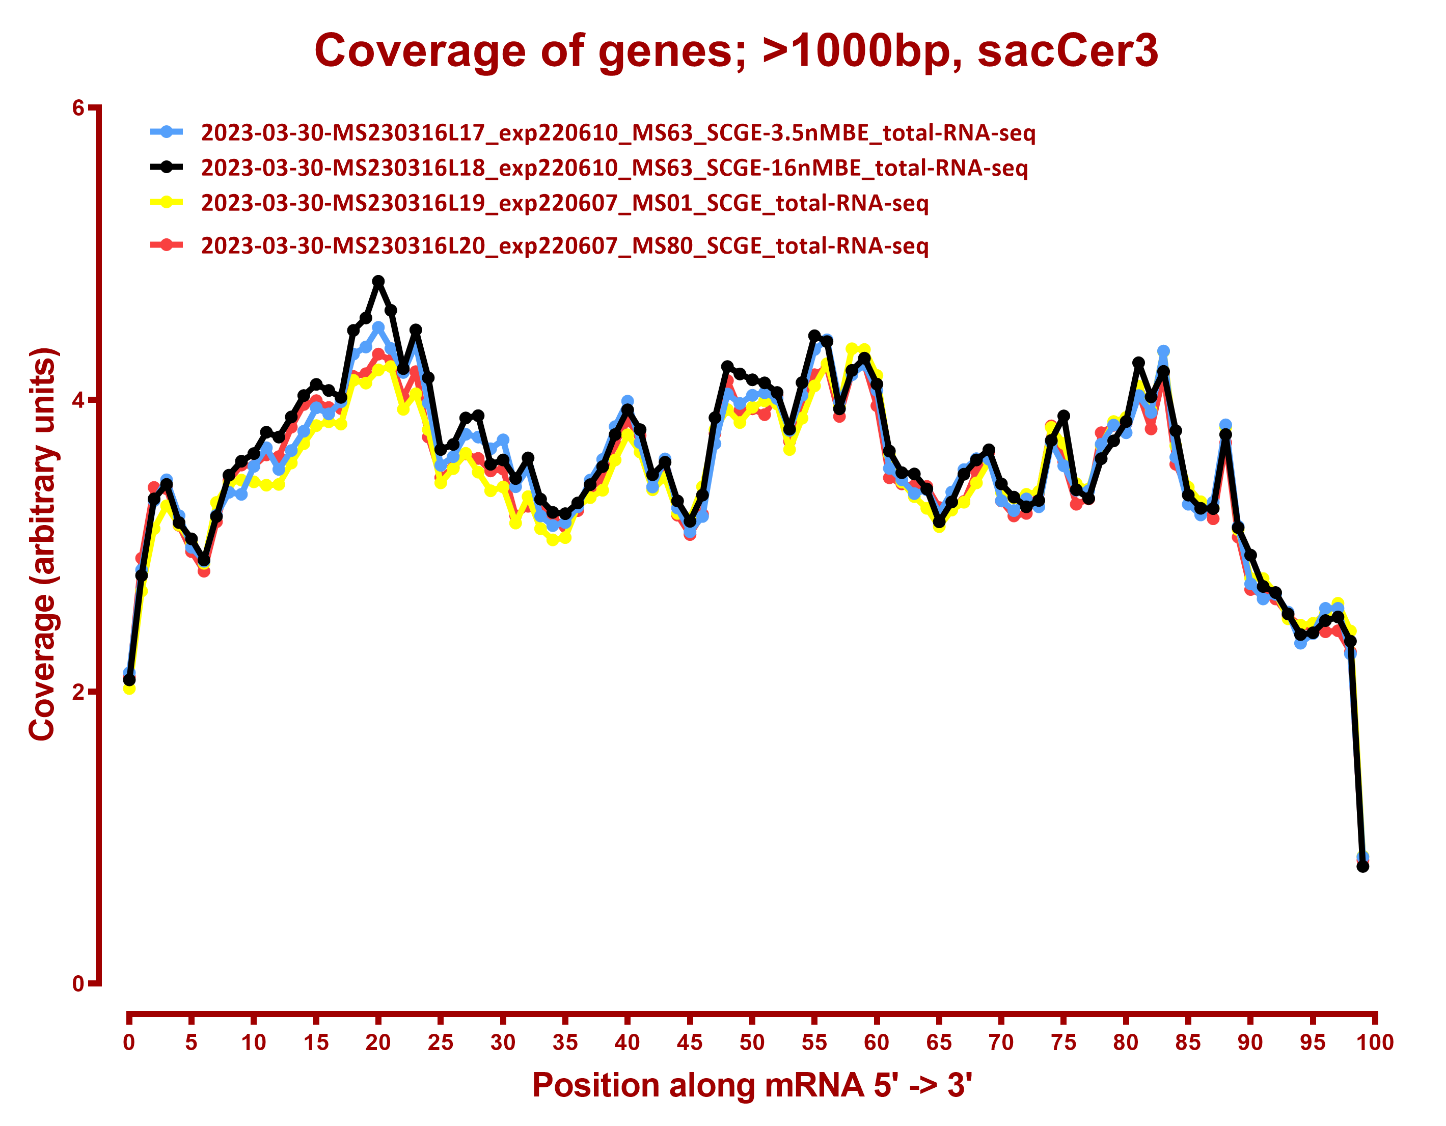 Coverage of genes; >1000bp, sacCer3
6
2023-03-30-MS230316L17_exp220610_MS63_SCGE-3.5nMBE_total-RNA-seq
2023-03-30-MS230316L18_exp220610_MS63_SCGE-16nMBE_total-RNA-seq
2023-03-30-MS230316L19_exp220607_MS01_SCGE_total-RNA-seq
2023-03-30-MS230316L20_exp220607_MS80_SCGE_total-RNA-seq
Coverage (arbitrary units)
4
2
0
0 5 10 15 20 25 30 35 40 45 50 55 60 65 70 75 80 85 90 95 100
Position along mRNA 5' -> 3'